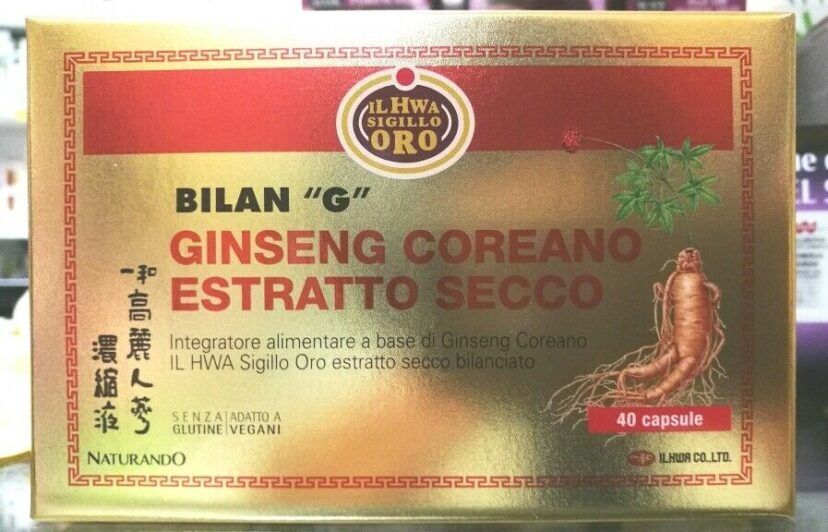 IL HWA
SIGILLO
ORO
BILAN "G"
GINSENG COREANO
ESTRATTO SECCO
Integratore alimentare a base di Ginseng Coreano
IL HWA Sigillo Oro estratto secco bilanciato
一和高麗人蔘
濃縮液
SENZA
GLUTINE
ADATTO A
VEGANI
40 capsule
NATURANDO
ILHWA CO.,LTD.